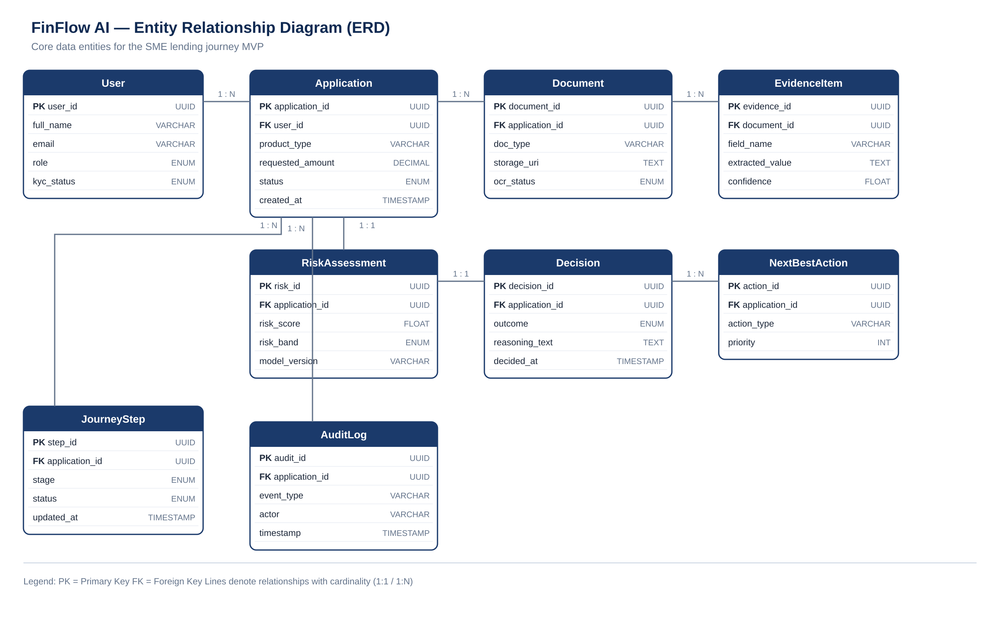 FinFlow AI — Entity Relationship Diagram (ERD)
Core data entities for the SME lending journey MVP
User
PK user_id UUID
full_name VARCHAR
email VARCHAR
role ENUM
kyc_status ENUM
1 : N
Application
PK application_id UUID
FK user_id UUID
product_type VARCHAR
requested_amount DECIMAL
status ENUM
created_at TIMESTAMP
1 : N
Document
PK document_id UUID
FK application_id UUID
doc_type VARCHAR
storage_uri TEXT
ocr_status ENUM
1 : N
EvidenceItem
PK evidence_id UUID
FK document_id UUID
field_name VARCHAR
extracted_value TEXT
confidence FLOAT
1 : N
1 : N
1 : 1
RiskAssessment
PK risk_id UUID
FK application_id UUID
risk_score FLOAT
risk_band ENUM
model_version VARCHAR
1 : 1
Decision
PK decision_id UUID
FK application_id UUID
outcome ENUM
reasoning_text TEXT
decided_at TIMESTAMP
1 : N
NextBestAction
PK action_id UUID
FK application_id UUID
action_type VARCHAR
priority INT
JourneyStep
PK step_id UUID
FK application_id UUID
stage ENUM
status ENUM
updated_at TIMESTAMP
AuditLog
PK audit_id UUID
FK application_id UUID
event_type VARCHAR
actor VARCHAR
timestamp TIMESTAMP
Legend: PK = Primary Key FK = Foreign Key Lines denote relationships with cardinality (1:1 / 1:N)